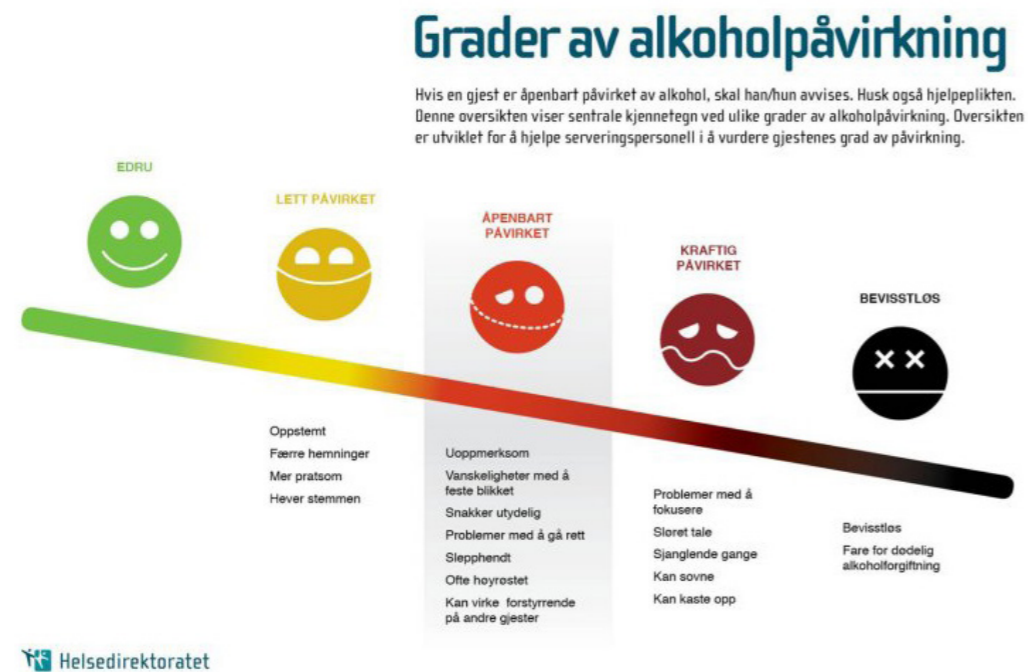 Grader av alkoholpåvirkning
Hvis en gjest er åpenbart påvirket av alkohol, skal han/hun avvises. Husk også hjelpeplikten.
Denne oversikten viser sentrale kjennetegn ved ulike grader av alkoholpåvirkning. Oversikten
er utviklet for å hjelpe serveringspersonell i å vurdere gjestenes grad av påvirkning.
EDRU
LETT PÅVIRKET
Oppstemt
Færre hemninger
Mer pratsom
Hever stemmen
ÅPENBART
PÅVIRKET
Uoppmerksom
Vanskeligheter med å
feste blikket
Snakker utydelig
Problemer med å gå rett
Slepphendt
Ofte høyrøstet
Kan virke forstyrrende
på andre gjester
KRAFTIG
PÅVIRKET
Problemer med å
fokusere
Sløret tale
Sjanglende gange
Kan sovne
Kan kaste opp
BEVISSTLØS
Bevisstløs
Fare for dødelig
alkoholforgiftning
Helsedirektoratet